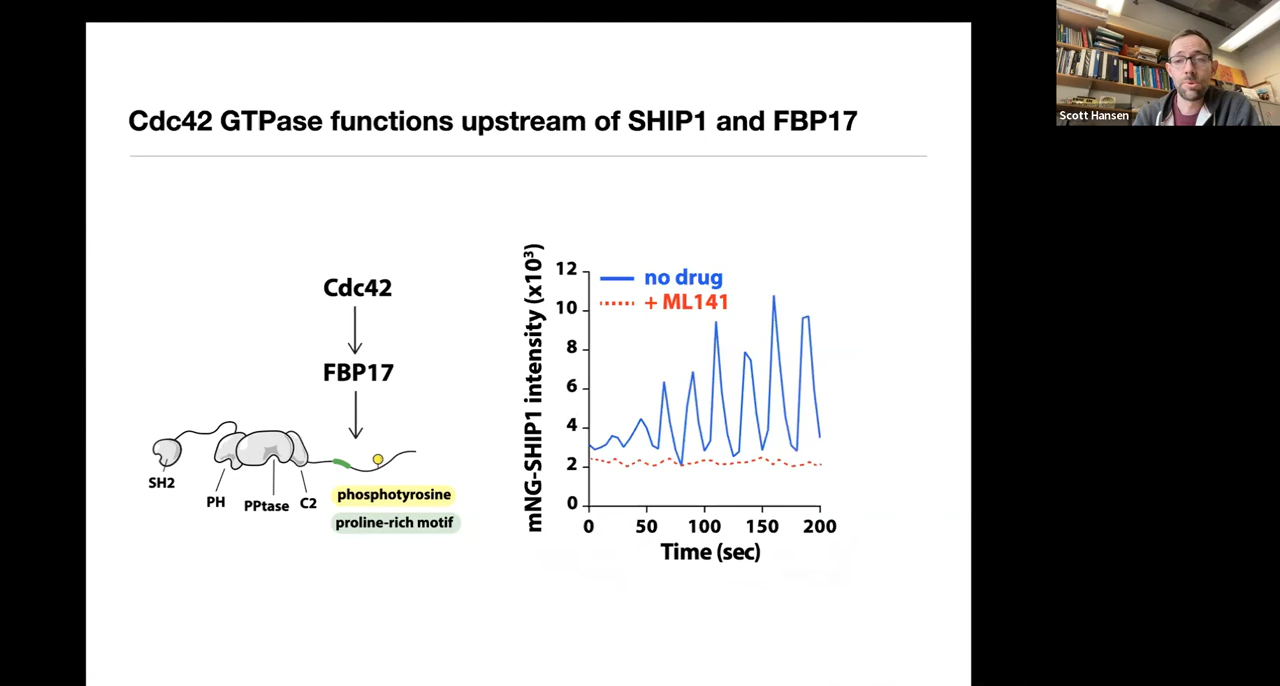 Cdc42 GTPase functions upstream of SHIP1 and FBP17
Scott Hansen
Cdc42
FBP17
SH2
PH
PPtase
C2
phosphotyrosine
proline-rich motif
mNG-SHIP1 intensity (x10³)
12
10
8
6
4
2
0
no drug
+ ML141
0
50
100
150
200
Time (sec)